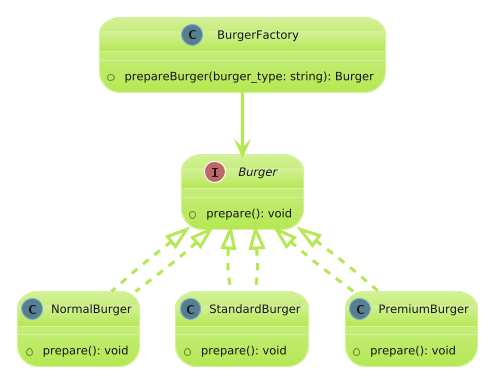 C BurgerFactory
prepareBurger(burger_type: string): Burger
I Burger
prepare(): void
C NormalBurger
prepare(): void
C StandardBurger
prepare(): void
C PremiumBurger
prepare(): void